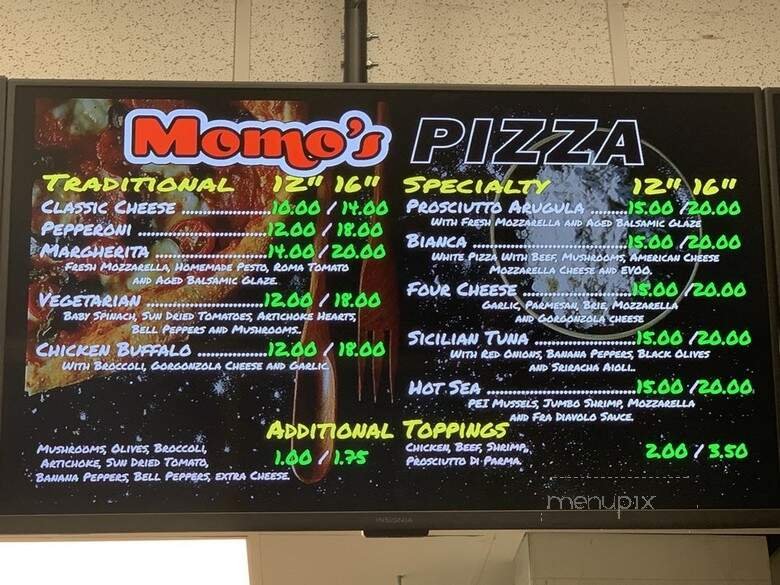 Momo's PIZZA
Traditional 12" 16"
Classic Cheese ....................10.00 / 14.00
Pepperoni ..............................12.00 / 18.00
Margherita ..........................14.00 / 20.00
Fresh Mozzarella, Homemade Pesto, Roma Tomato
and Aged Balsamic Glaze.
Vegetarian ...........................12.00 / 18.00
Baby Spinach, Sun Dried Tomatoes, Artichoke Hearts,
Bell Peppers and Mushrooms..
Chicken Buffalo ...............12.00 / 18.00
With Broccoli, Gorgonzola Cheese and Garlic.
Specialty 12" 16"
Prosciutto Arugula ........15.00 /20.00
With Fresh Mozzarella and Aged Balsamic Glaze
Bianca ...................................15.00 /20.00
White Pizza With Beef, Mushrooms, American Cheese
Mozzarella Cheese and EVOO.
Four Cheese ........................15.00 /20.00
Garlic, Parmesan, Brie, Mozzarella
and Gorgonzola Cheese
Sicilian Tuna ......................15.00 /20.00
With Red Onions, Banana Peppers, Black Olives
and Sriracha Aioli..
Hot Sea .................................15.00 /20.00
PEI Mussels, Jumbo Shrimp, Mozzarella
and Fra Diavolo Sauce.
Additional Toppings
Mushrooms, Olives, Broccoli,
Artichoke, Sun Dried Tomato,
Banana Peppers, Bell Peppers, extra Cheese.
1.00 / 1.75
Chicken, Beef, Shrimp,
Prosciutto Di Parma.
2.00 / 3.50
menupix
INSIGNIA